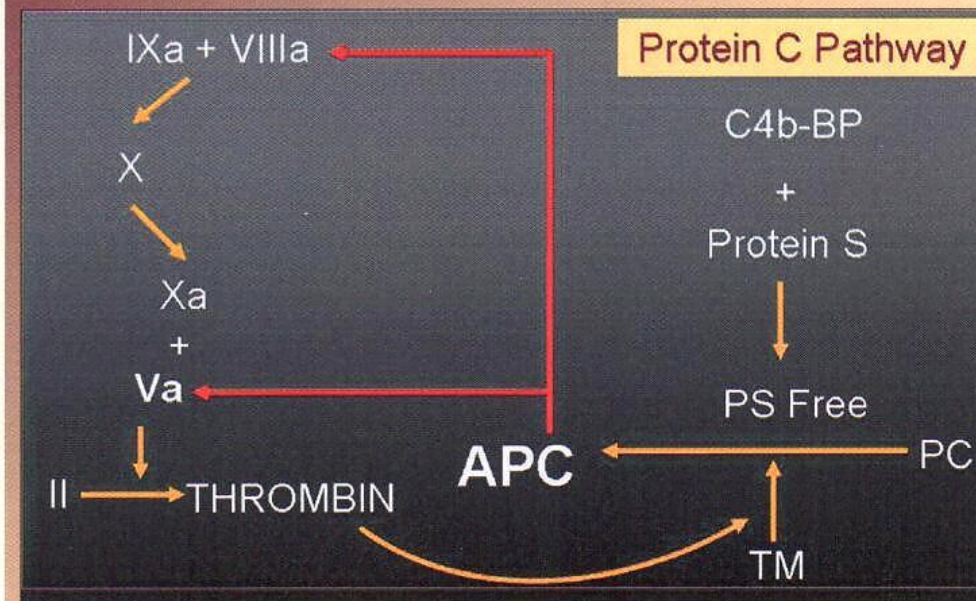 Protein C Pathway
IXa + VIIIa
X
Xa
+
Va
II
THROMBIN
APC
C4b-BP
+
Protein S
PS Free
PC
TM